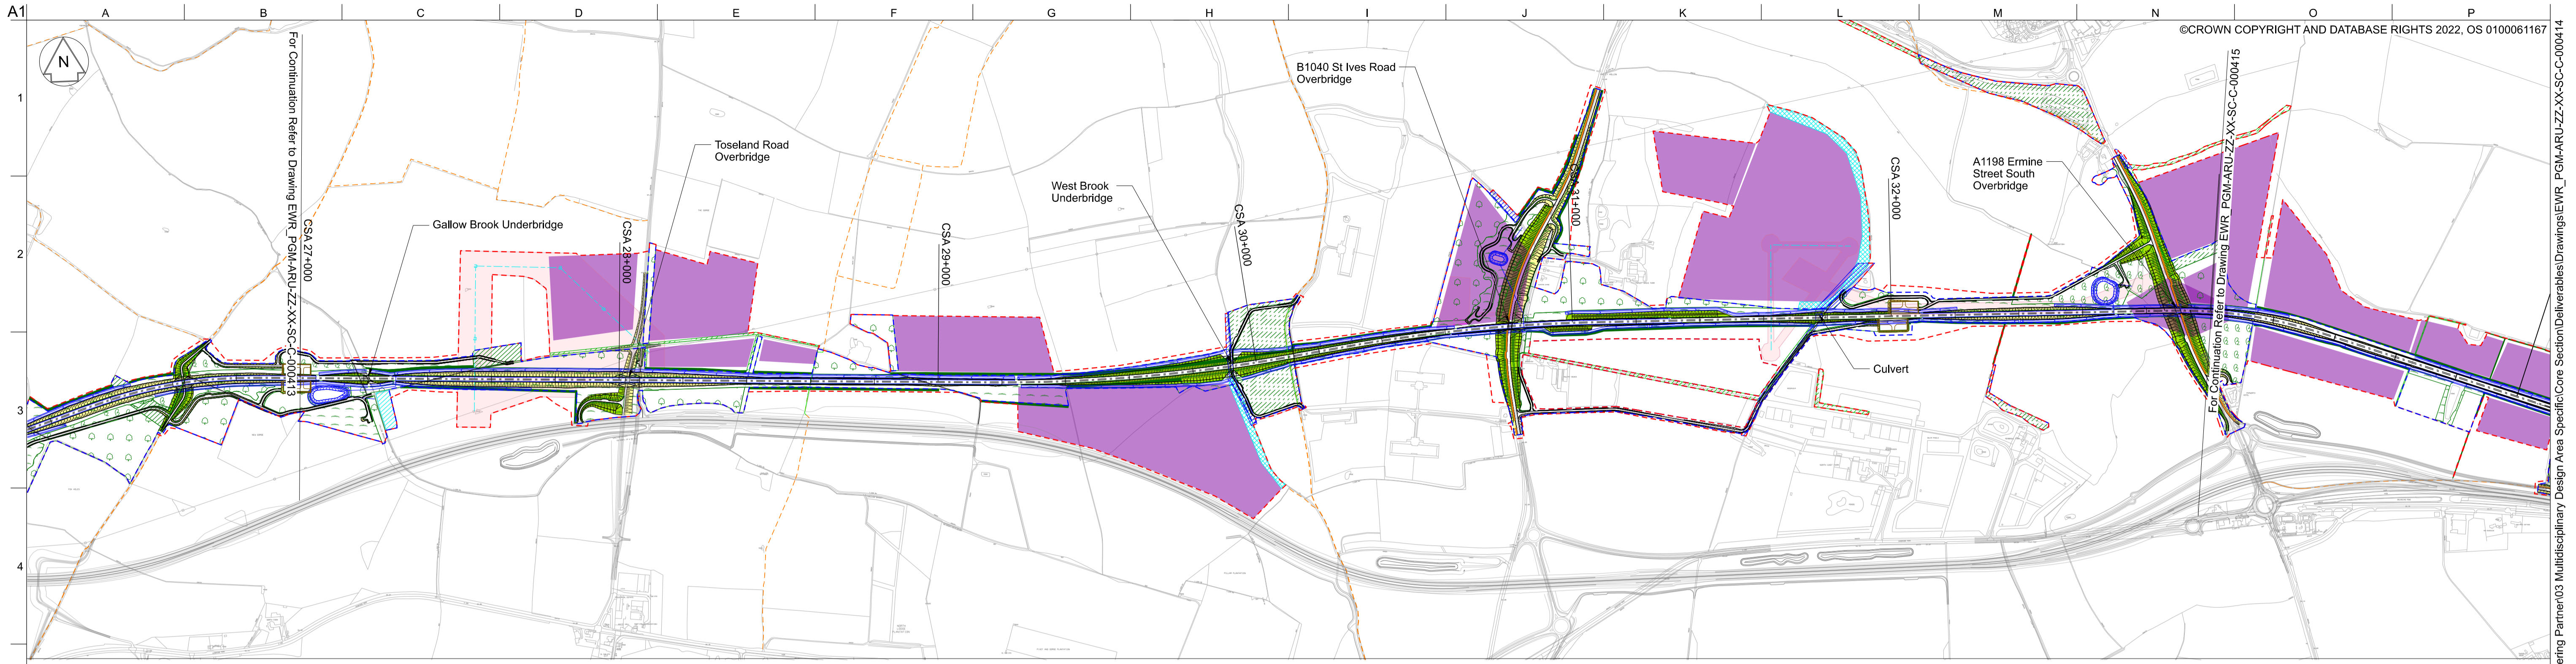 A1
A B C D E F G H I J K L M N O P
©CROWN COPYRIGHT AND DATABASE RIGHTS 2022, OS 0100061167
N
1
2
3
4
For Continuation Refer to Drawing EWR_PGM-ARU-ZZ-XX-SC-C-000413
CSA 27+000
Gallow Brook Underbridge
CSA 28+000
Toseland Road
Overbridge
CSA 29+000
West Brook
Underbridge
CSA 30+000
B1040 St Ives Road
Overbridge
CSA 31+000
Culvert
CSA 32+000
A1198 Ermine
Street South
Overbridge
For Continuation Refer to Drawing EWR_PGM-ARU-ZZ-XX-SC-C-000415
ering Partner\03 Multidisciplinary Design Area Specific\Core Section\Deliverables\Drawings\EWR_PGM-ARU-ZZ-XX-SC-C-000414